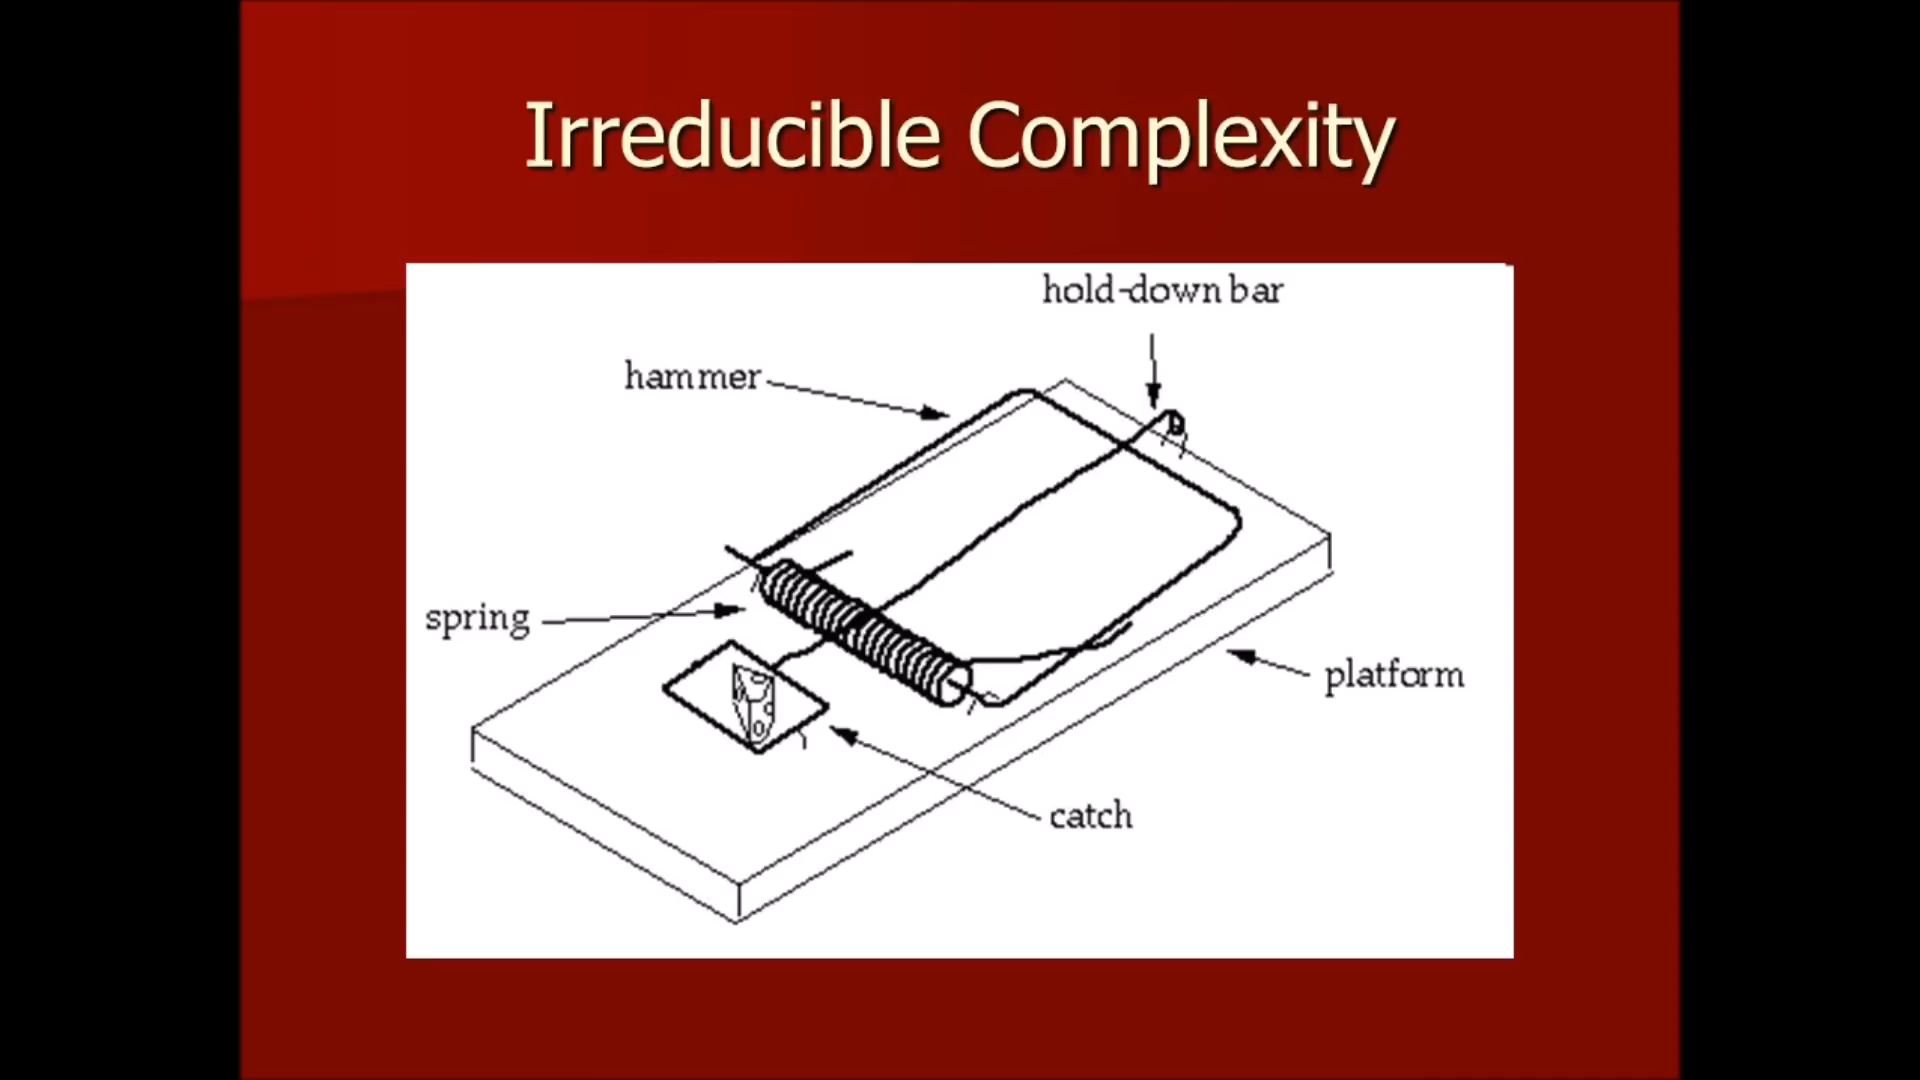 Irreducible Complexity
hold-down bar
hammer
spring
platform
catch